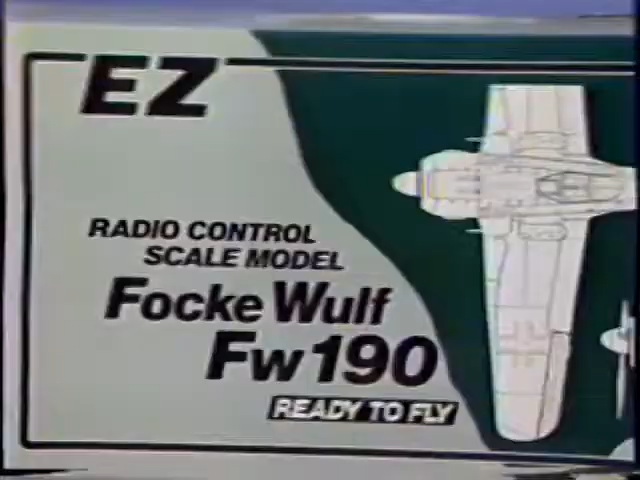 EZ
RADIO CONTROL
SCALE MODEL
Focke Wulf
Fw190
READY TO FLY